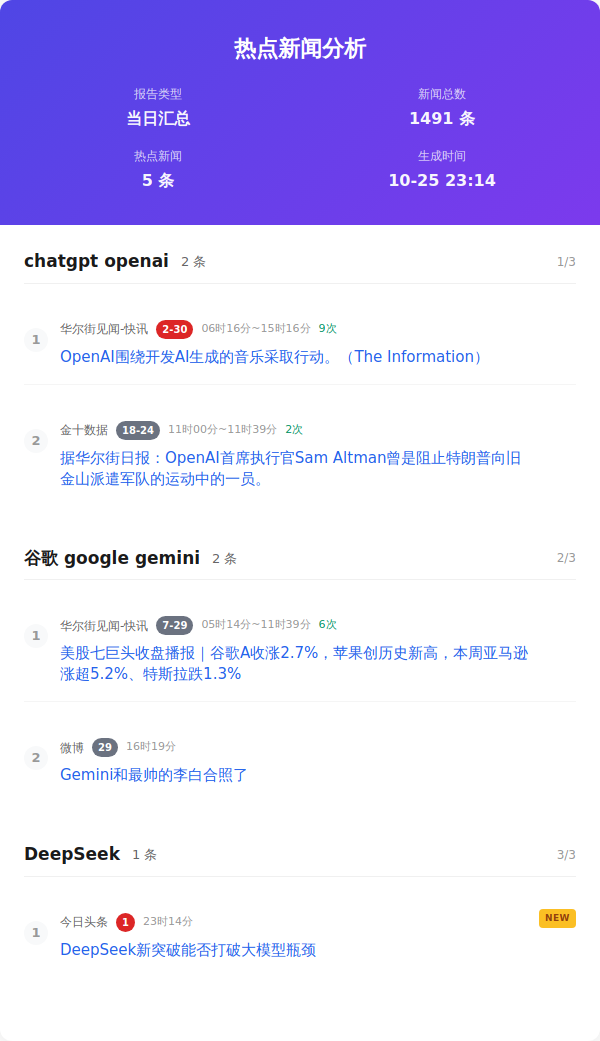 热点新闻分析
报告类型
新闻总数
当日汇总
1491 条
热点新闻
生成时间
5 条
10-25 23:14
chatgpt openai 2 条 1/3
1
华尔街见闻-快讯 2-30 06时16分~15时16分 9次
OpenAI围绕开发AI生成的音乐采取行动。（The Information）
2
金十数据 18-24 11时00分~11时39分 2次
据华尔街日报：OpenAI首席执行官Sam Altman曾是阻止特朗普向旧
金山派遣军队的运动中的一员。
谷歌 google gemini 2 条 2/3
1
华尔街见闻-快讯 7-29 05时14分~11时39分 6次
美股七巨头收盘播报｜谷歌A收涨2.7%，苹果创历史新高，本周亚马逊
涨超5.2%、特斯拉跌1.3%
2
微博 29 16时19分
Gemini和最帅的李白合照了
DeepSeek 1 条 3/3
1
今日头条 1 23时14分 NEW
DeepSeek新突破能否打破大模型瓶颈